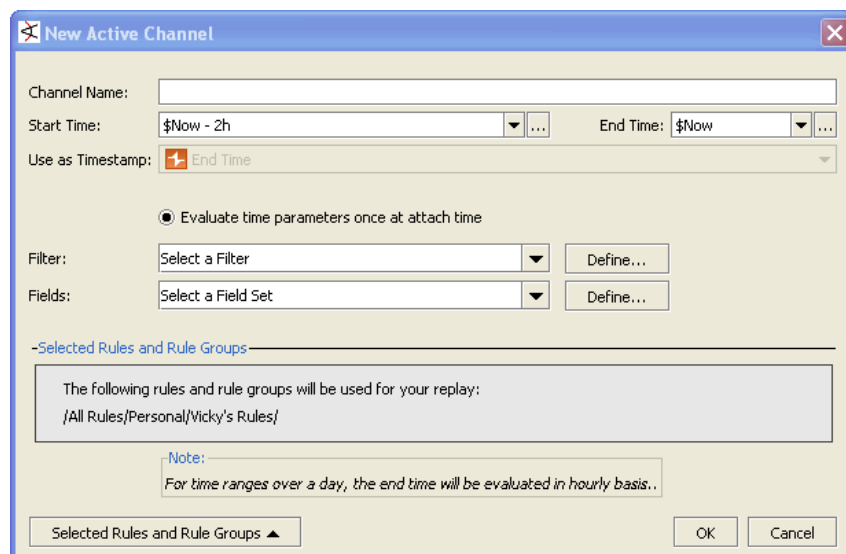 New Active Channel
Channel Name:
Start Time: $Now - 2h ... End Time: $Now ...
Use as Timestamp: End Time
Evaluate time parameters once at attach time
Filter: Select a Filter Define...
Fields: Select a Field Set Define...
Selected Rules and Rule Groups
The following rules and rule groups will be used for your replay:
/All Rules/Personal/Vicky's Rules/
Note:
For time ranges over a day, the end time will be evaluated in hourly basis..
Selected Rules and Rule Groups OK Cancel